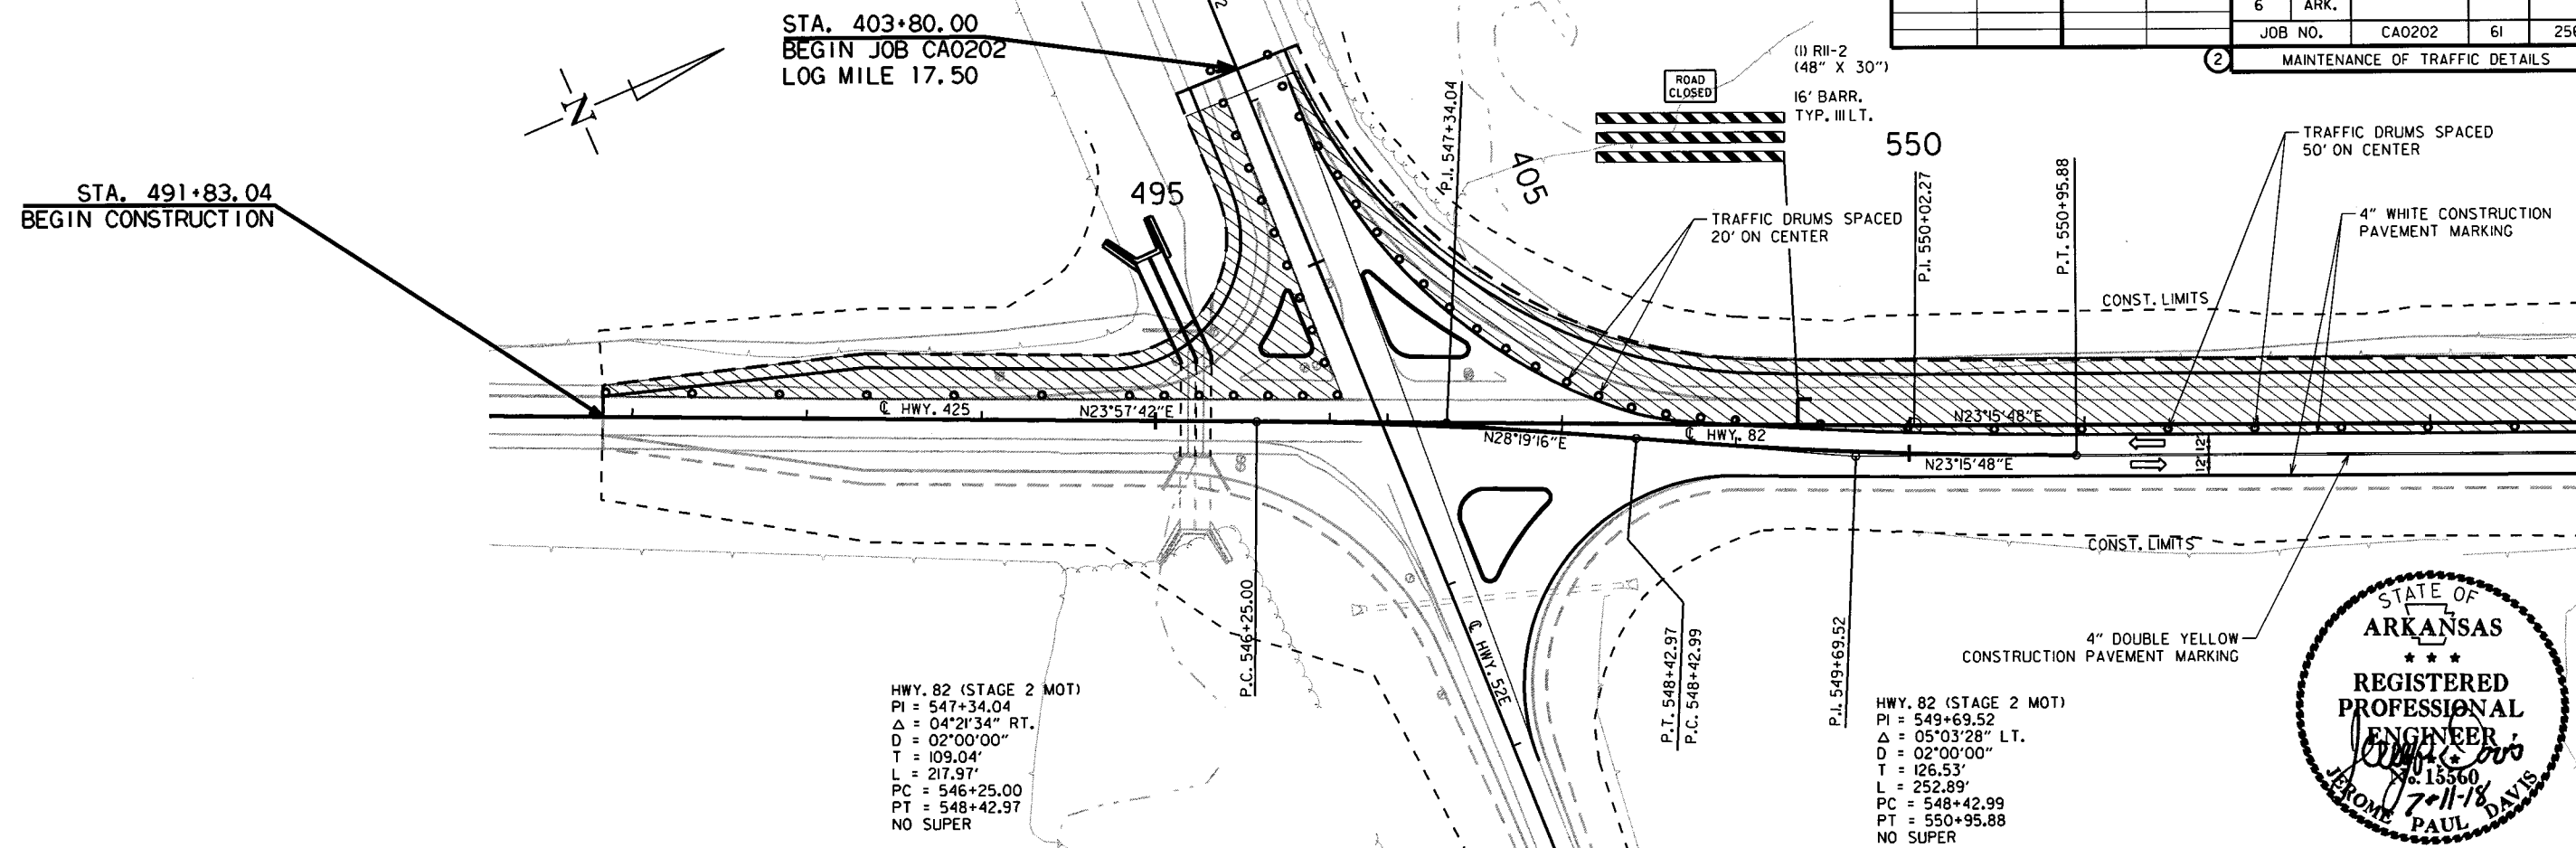 STA. 403+80.00
BEGIN JOB CA0202
LOG MILE 17.50
6 ARK.
JOB NO. CA0202 61
2 MAINTENANCE OF TRAFFIC DETAILS
(1) R11-2
(48" X 30")
ROAD
CLOSED
16' BARR.
TYP. III LT.
N
STA. 491+83.04
BEGIN CONSTRUCTION
495
P.I. 547+34.04
405
550
TRAFFIC DRUMS SPACED
50' ON CENTER
TRAFFIC DRUMS SPACED
20' ON CENTER
P.I. 550+02.27
P.T. 550+95.88
4" WHITE CONSTRUCTION
PAVEMENT MARKING
CONST. LIMITS
℄ HWY. 425
N23°57'42"E
N28°19'16"E
℄ HWY. 82
N23°15'48"E
N23°15'48"E
12' 12'
CONST. LIMITS
P.C. 546+25.00
℄ HWY. 52E
P.T. 548+42.97
P.C. 548+42.99
P.I. 549+69.52
4" DOUBLE YELLOW
CONSTRUCTION PAVEMENT MARKING
HWY. 82 (STAGE 2 MOT)
PI = 547+34.04
Δ = 04°21'34" RT.
D = 02°00'00"
T = 109.04'
L = 217.97'
PC = 546+25.00
PT = 548+42.97
NO SUPER
HWY. 82 (STAGE 2 MOT)
PI = 549+69.52
Δ = 05°03'28" LT.
D = 02°00'00"
T = 126.53'
L = 252.89'
PC = 548+42.99
PT = 550+95.88
NO SUPER
STATE OF
ARKANSAS
★ ★ ★
REGISTERED
PROFESSIONAL
ENGINEER
No. 15560
7-11-18
JEROME PAUL DAVIS